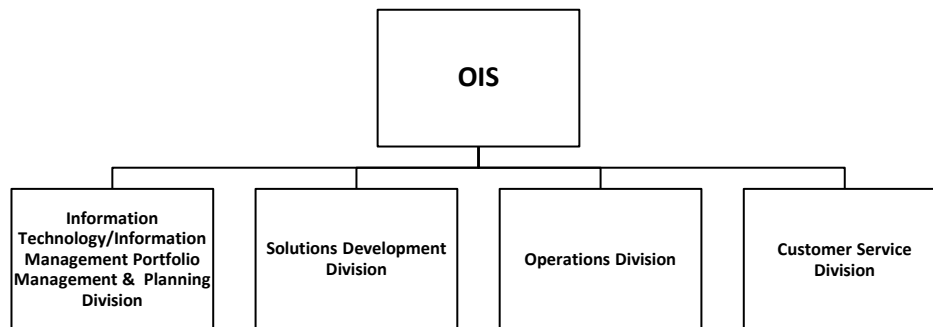 OIS
Information
Technology/Information
Management Portfolio
Management & Planning
Division
Solutions Development
Division
Operations Division
Customer Service
Division